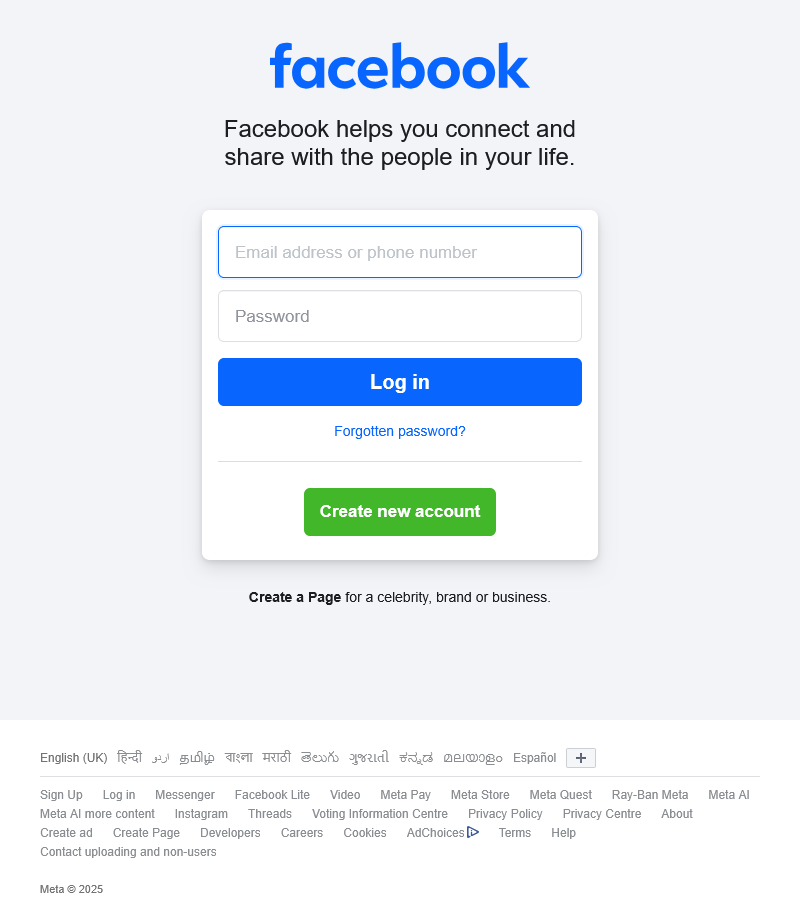 facebook
Facebook helps you connect and
share with the people in your life.
Email address or phone number
Password
Log in
Forgotten password?
Create new account
Create a Page for a celebrity, brand or business.
English (UK) हिन्दी اردو தமிழ் বাংলা मराठी తెలుగు ગુજરાતી ಕನ್ನಡ മലയാളം Español
Sign Up Log in Messenger Facebook Lite Video Meta Pay Meta Store Meta Quest Ray-Ban Meta Meta AI
Meta AI more content Instagram Threads Voting Information Centre Privacy Policy Privacy Centre About
Create ad Create Page Developers Careers Cookies AdChoices Terms Help
Contact uploading and non-users
Meta © 2025